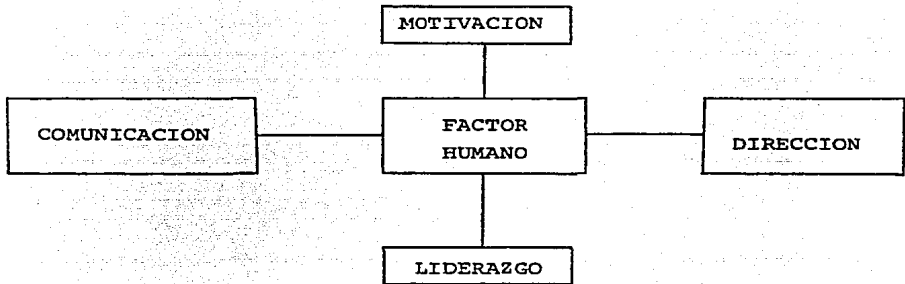 MOTIVACION
COMUNICACION
FACTOR
HUMANO
DIRECCION
LIDERAZGO